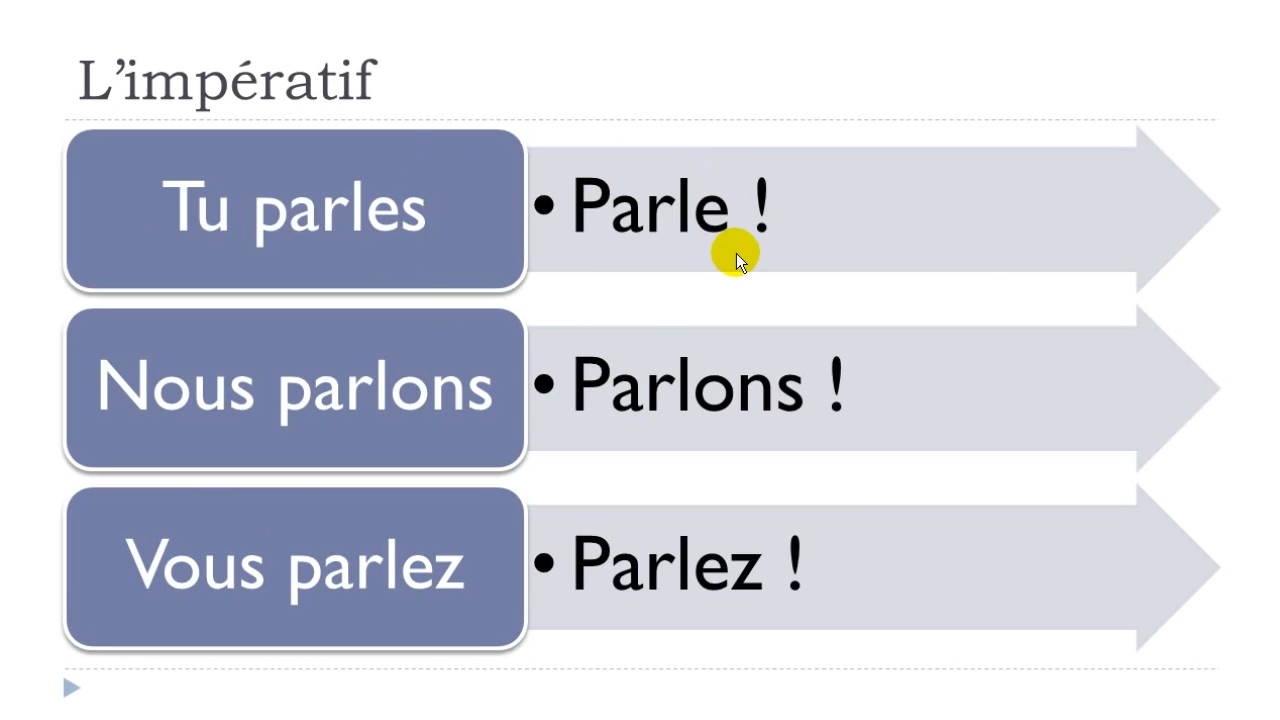 L’impératif
Tu parles
• Parle !
Nous parlons
• Parlons !
Vous parlez
• Parlez !